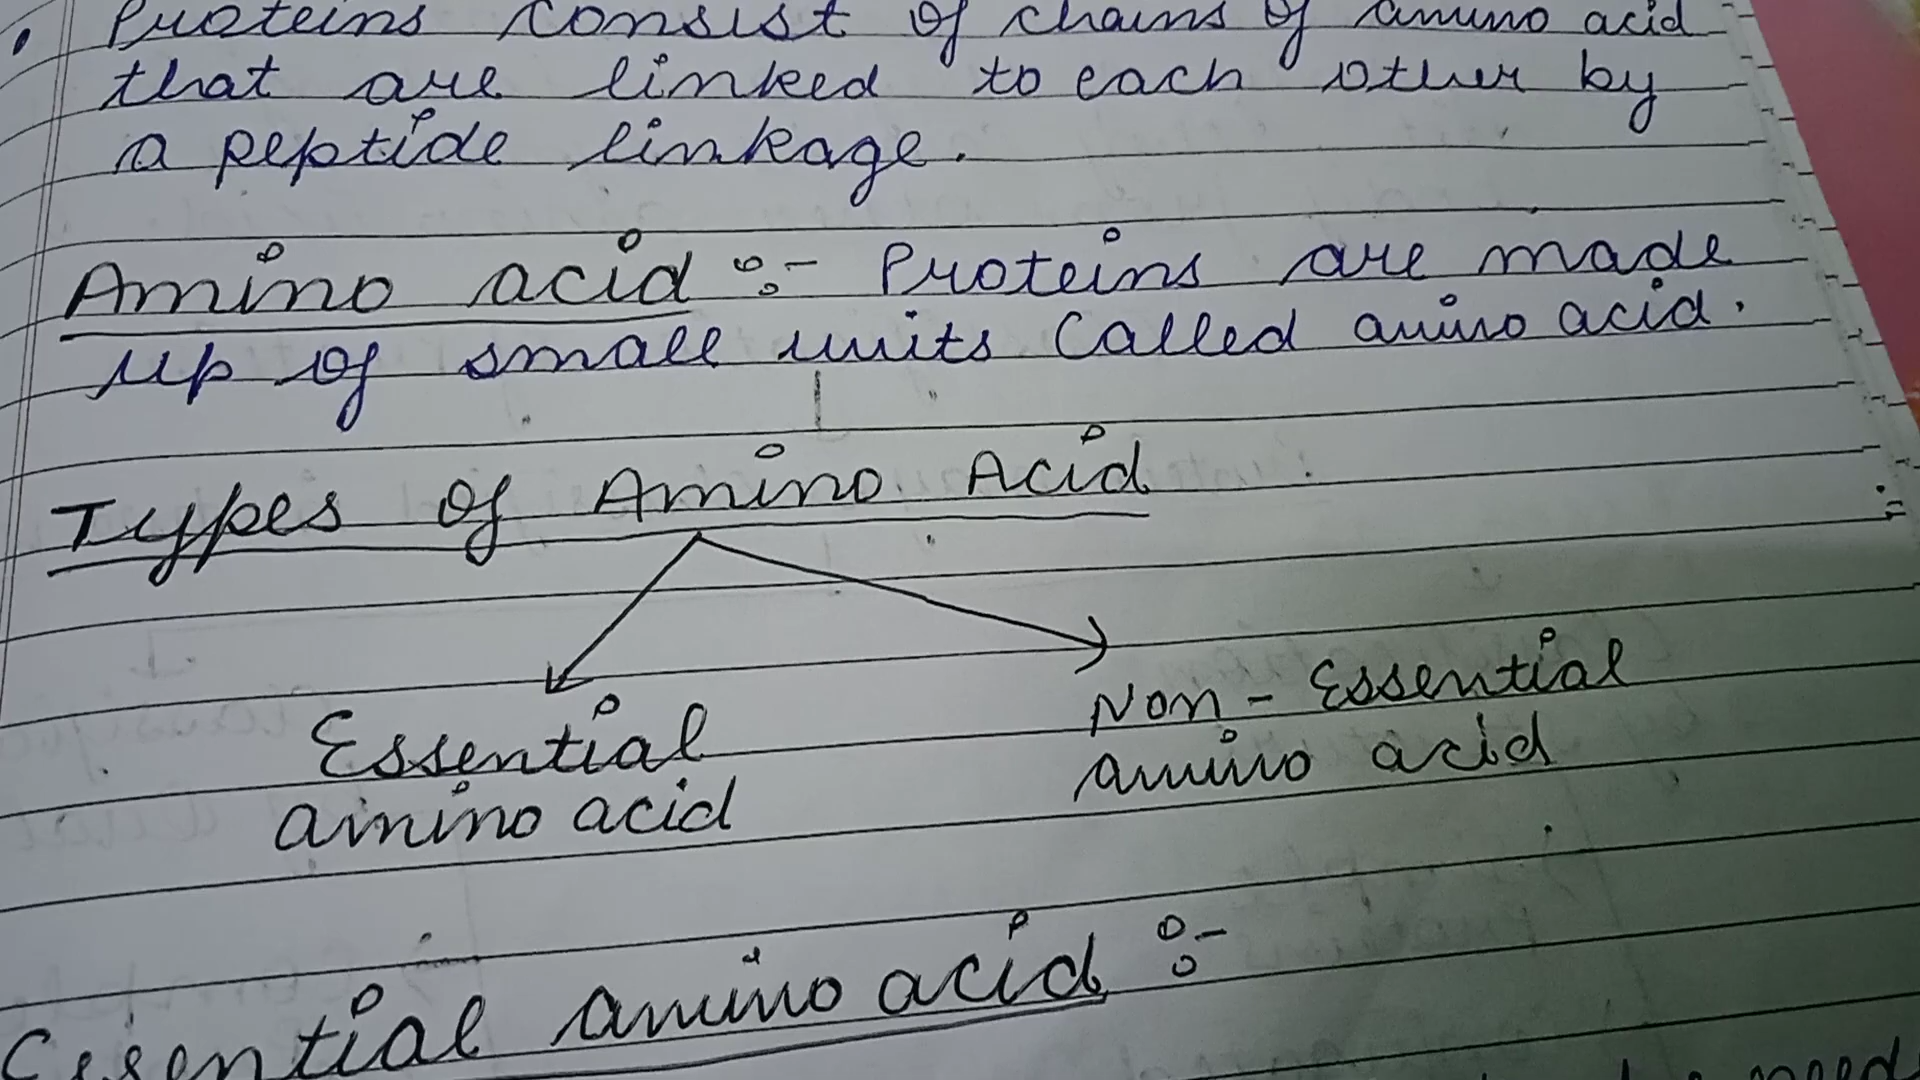 • Proteins consist of chains of amino acid
that are linked to each other by
a peptide linkage.
Amino acid :- Proteins are made
up of small units called amino acid.
Types of Amino Acid
Essential
amino acid
Non-Essential
amino acid
Essential amino acid :-
need